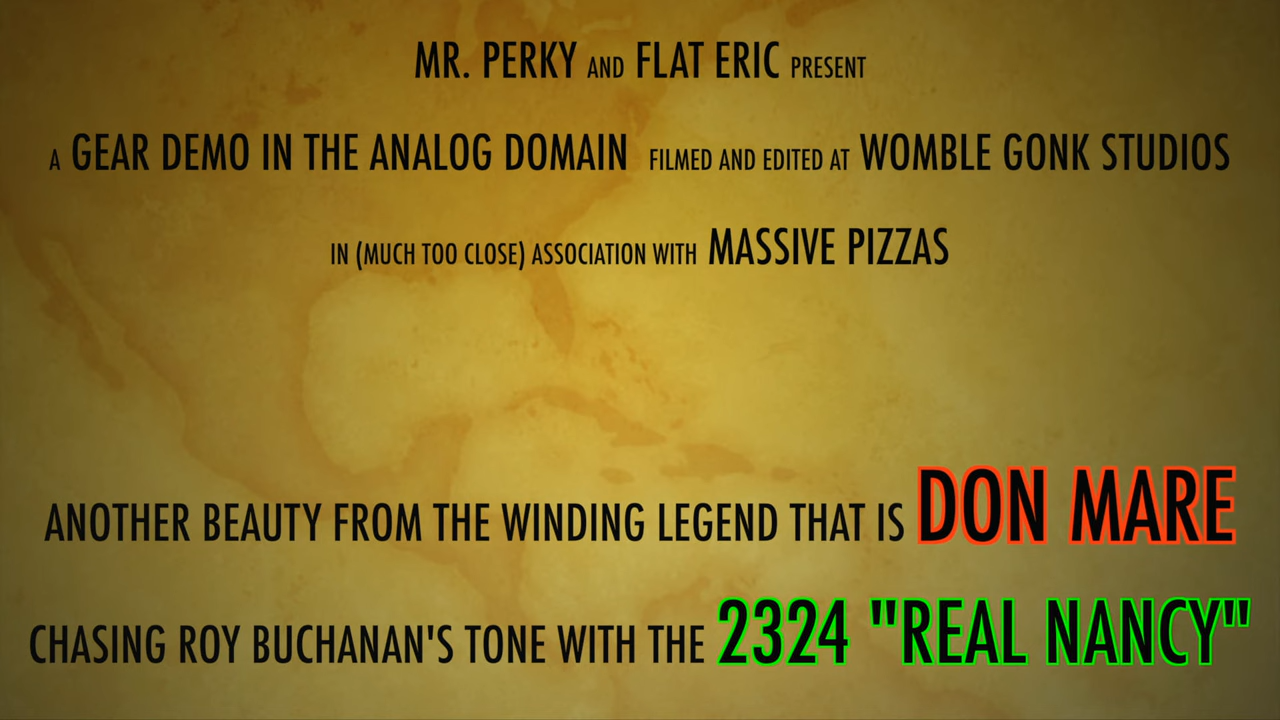 MR. PERKY AND FLAT ERIC PRESENT
A GEAR DEMO IN THE ANALOG DOMAIN FILMED AND EDITED AT WOMBLE GONK STUDIOS
IN (MUCH TOO CLOSE) ASSOCIATION WITH MASSIVE PIZZAS
ANOTHER BEAUTY FROM THE WINDING LEGEND THAT IS DON MARE
CHASING ROY BUCHANAN'S TONE WITH THE 2324 "REAL NANCY"